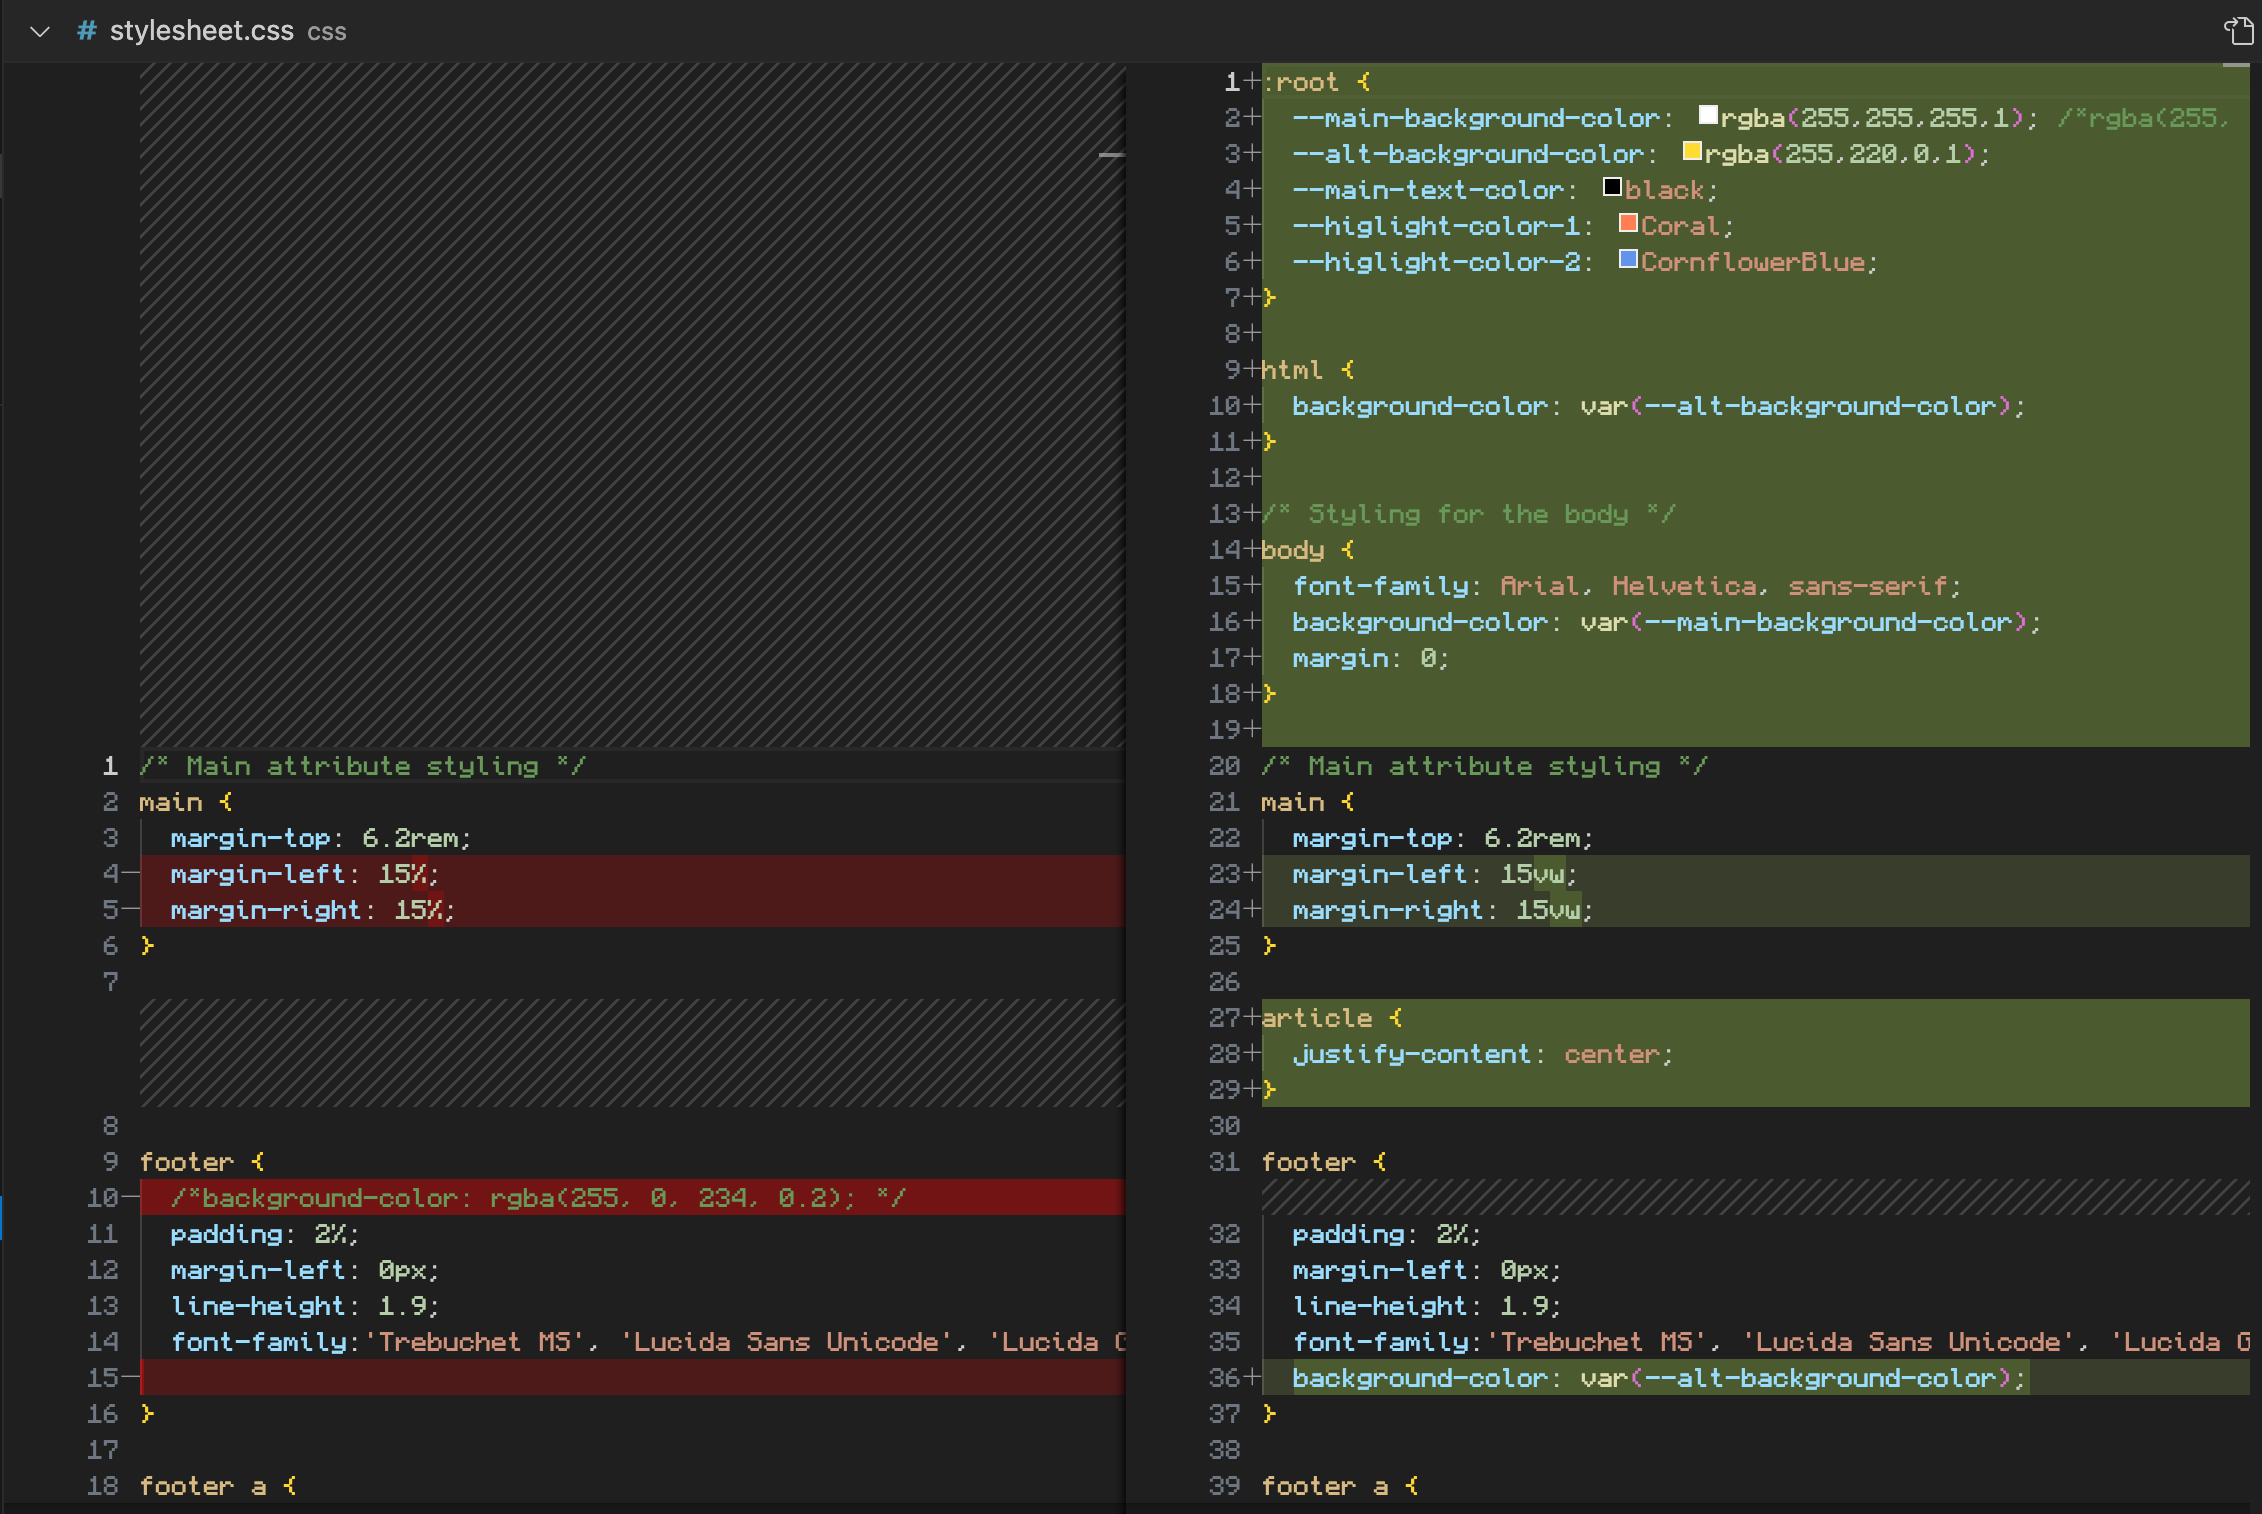 # stylesheet.css css
1 /* Main attribute styling */
2 main {
3 margin-top: 6.2rem;
4— margin-left: 15%;
5— margin-right: 15%;
6 }
7
8
9 footer {
10— /*background-color: rgba(255, 0, 234, 0.2); */
11 padding: 2%;
12 margin-left: 0px;
13 line-height: 1.9;
14 font-family:'Trebuchet MS', 'Lucida Sans Unicode', 'Lucida G
15—
16 }
17
18 footer a {
1+:root {
2+ --main-background-color: rgba(255,255,255,1); /*rgba(255,
3+ --alt-background-color: rgba(255,220,0,1);
4+ --main-text-color: black;
5+ --higlight-color-1: Coral;
6+ --higlight-color-2: CornflowerBlue;
7+}
8+
9+html {
10+ background-color: var(--alt-background-color);
11+}
12+
13+/* Styling for the body */
14+body {
15+ font-family: Arial, Helvetica, sans-serif;
16+ background-color: var(--main-background-color);
17+ margin: 0;
18+}
19+
20 /* Main attribute styling */
21 main {
22 margin-top: 6.2rem;
23+ margin-left: 15vw;
24+ margin-right: 15vw;
25 }
26
27+article {
28+ justify-content: center;
29+}
30
31 footer {
32 padding: 2%;
33 margin-left: 0px;
34 line-height: 1.9;
35 font-family:'Trebuchet MS', 'Lucida Sans Unicode', 'Lucida G
36+ background-color: var(--alt-background-color);
37 }
38
39 footer a {